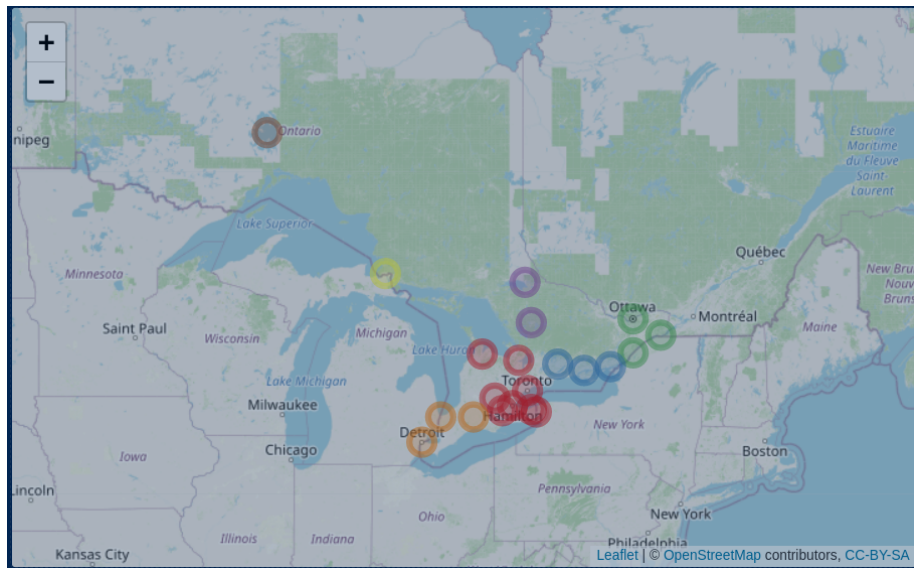 +
−
Ontario
nipeg
Estuaire
Maritime
du Fleuve
Saint-
Laurent
Lake Superior
Québec
Minnesota
New Bru
Nouv
Bruns
Ottawa
Montréal
Saint Paul
Wisconsin
Michigan
Maine
Lake Huron
Lake Michigan
Toronto
Milwaukee
Hamilton
Detroit
New York
Chicago
Boston
Iowa
Lincoln
Pennsylvania
Ohio
New York
Illinois
Indiana
Philadelphia
Kansas City
Leaflet | © OpenStreetMap contributors, CC-BY-SA